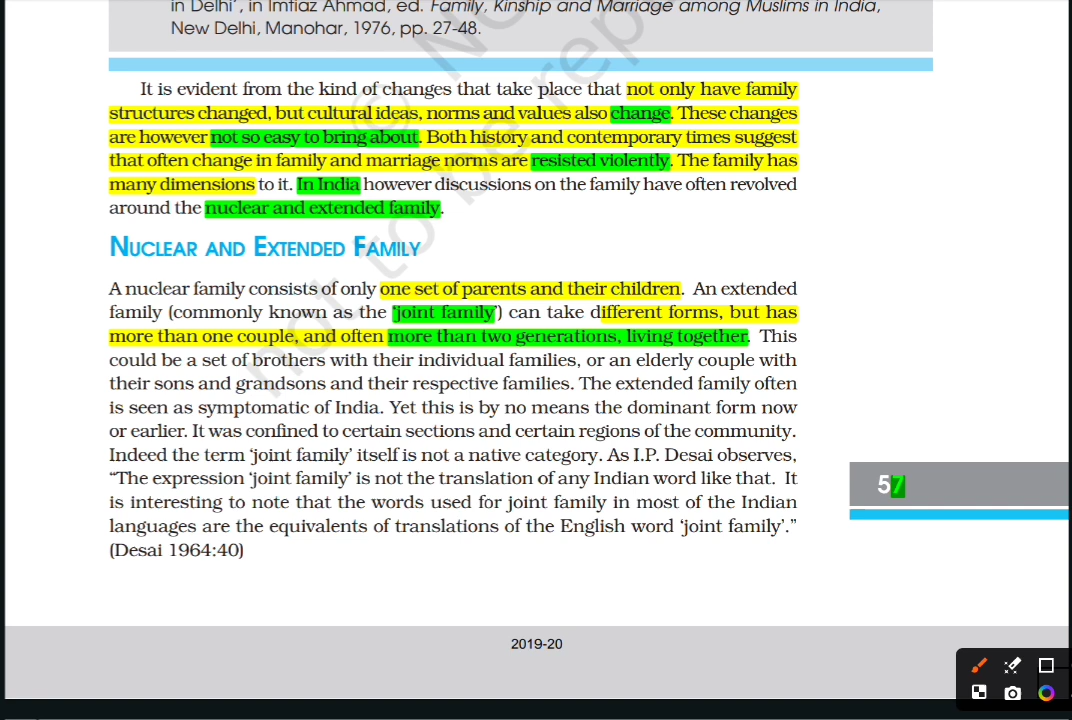 in Delhi', in Imtiaz Ahmad, ed. Family, Kinship and Marriage among Muslims in India,
New Delhi, Manohar, 1976, pp. 27-48.
It is evident from the kind of changes that take place that not only have family
structures changed, but cultural ideas, norms and values also change. These changes
are however not so easy to bring about. Both history and contemporary times suggest
that often change in family and marriage norms are resisted violently. The family has
many dimensions to it. In India however discussions on the family have often revolved
around the nuclear and extended family.
NUCLEAR AND EXTENDED FAMILY
A nuclear family consists of only one set of parents and their children. An extended
family (commonly known as the 'joint family') can take different forms, but has
more than one couple, and often more than two generations, living together. This
could be a set of brothers with their individual families, or an elderly couple with
their sons and grandsons and their respective families. The extended family often
is seen as symptomatic of India. Yet this is by no means the dominant form now
or earlier. It was confined to certain sections and certain regions of the community.
Indeed the term 'joint family' itself is not a native category. As I.P. Desai observes,
“The expression 'joint family' is not the translation of any Indian word like that. It
is interesting to note that the words used for joint family in most of the Indian
languages are the equivalents of translations of the English word 'joint family'.”
(Desai 1964:40)
57
not to be rep
© N
2019-20